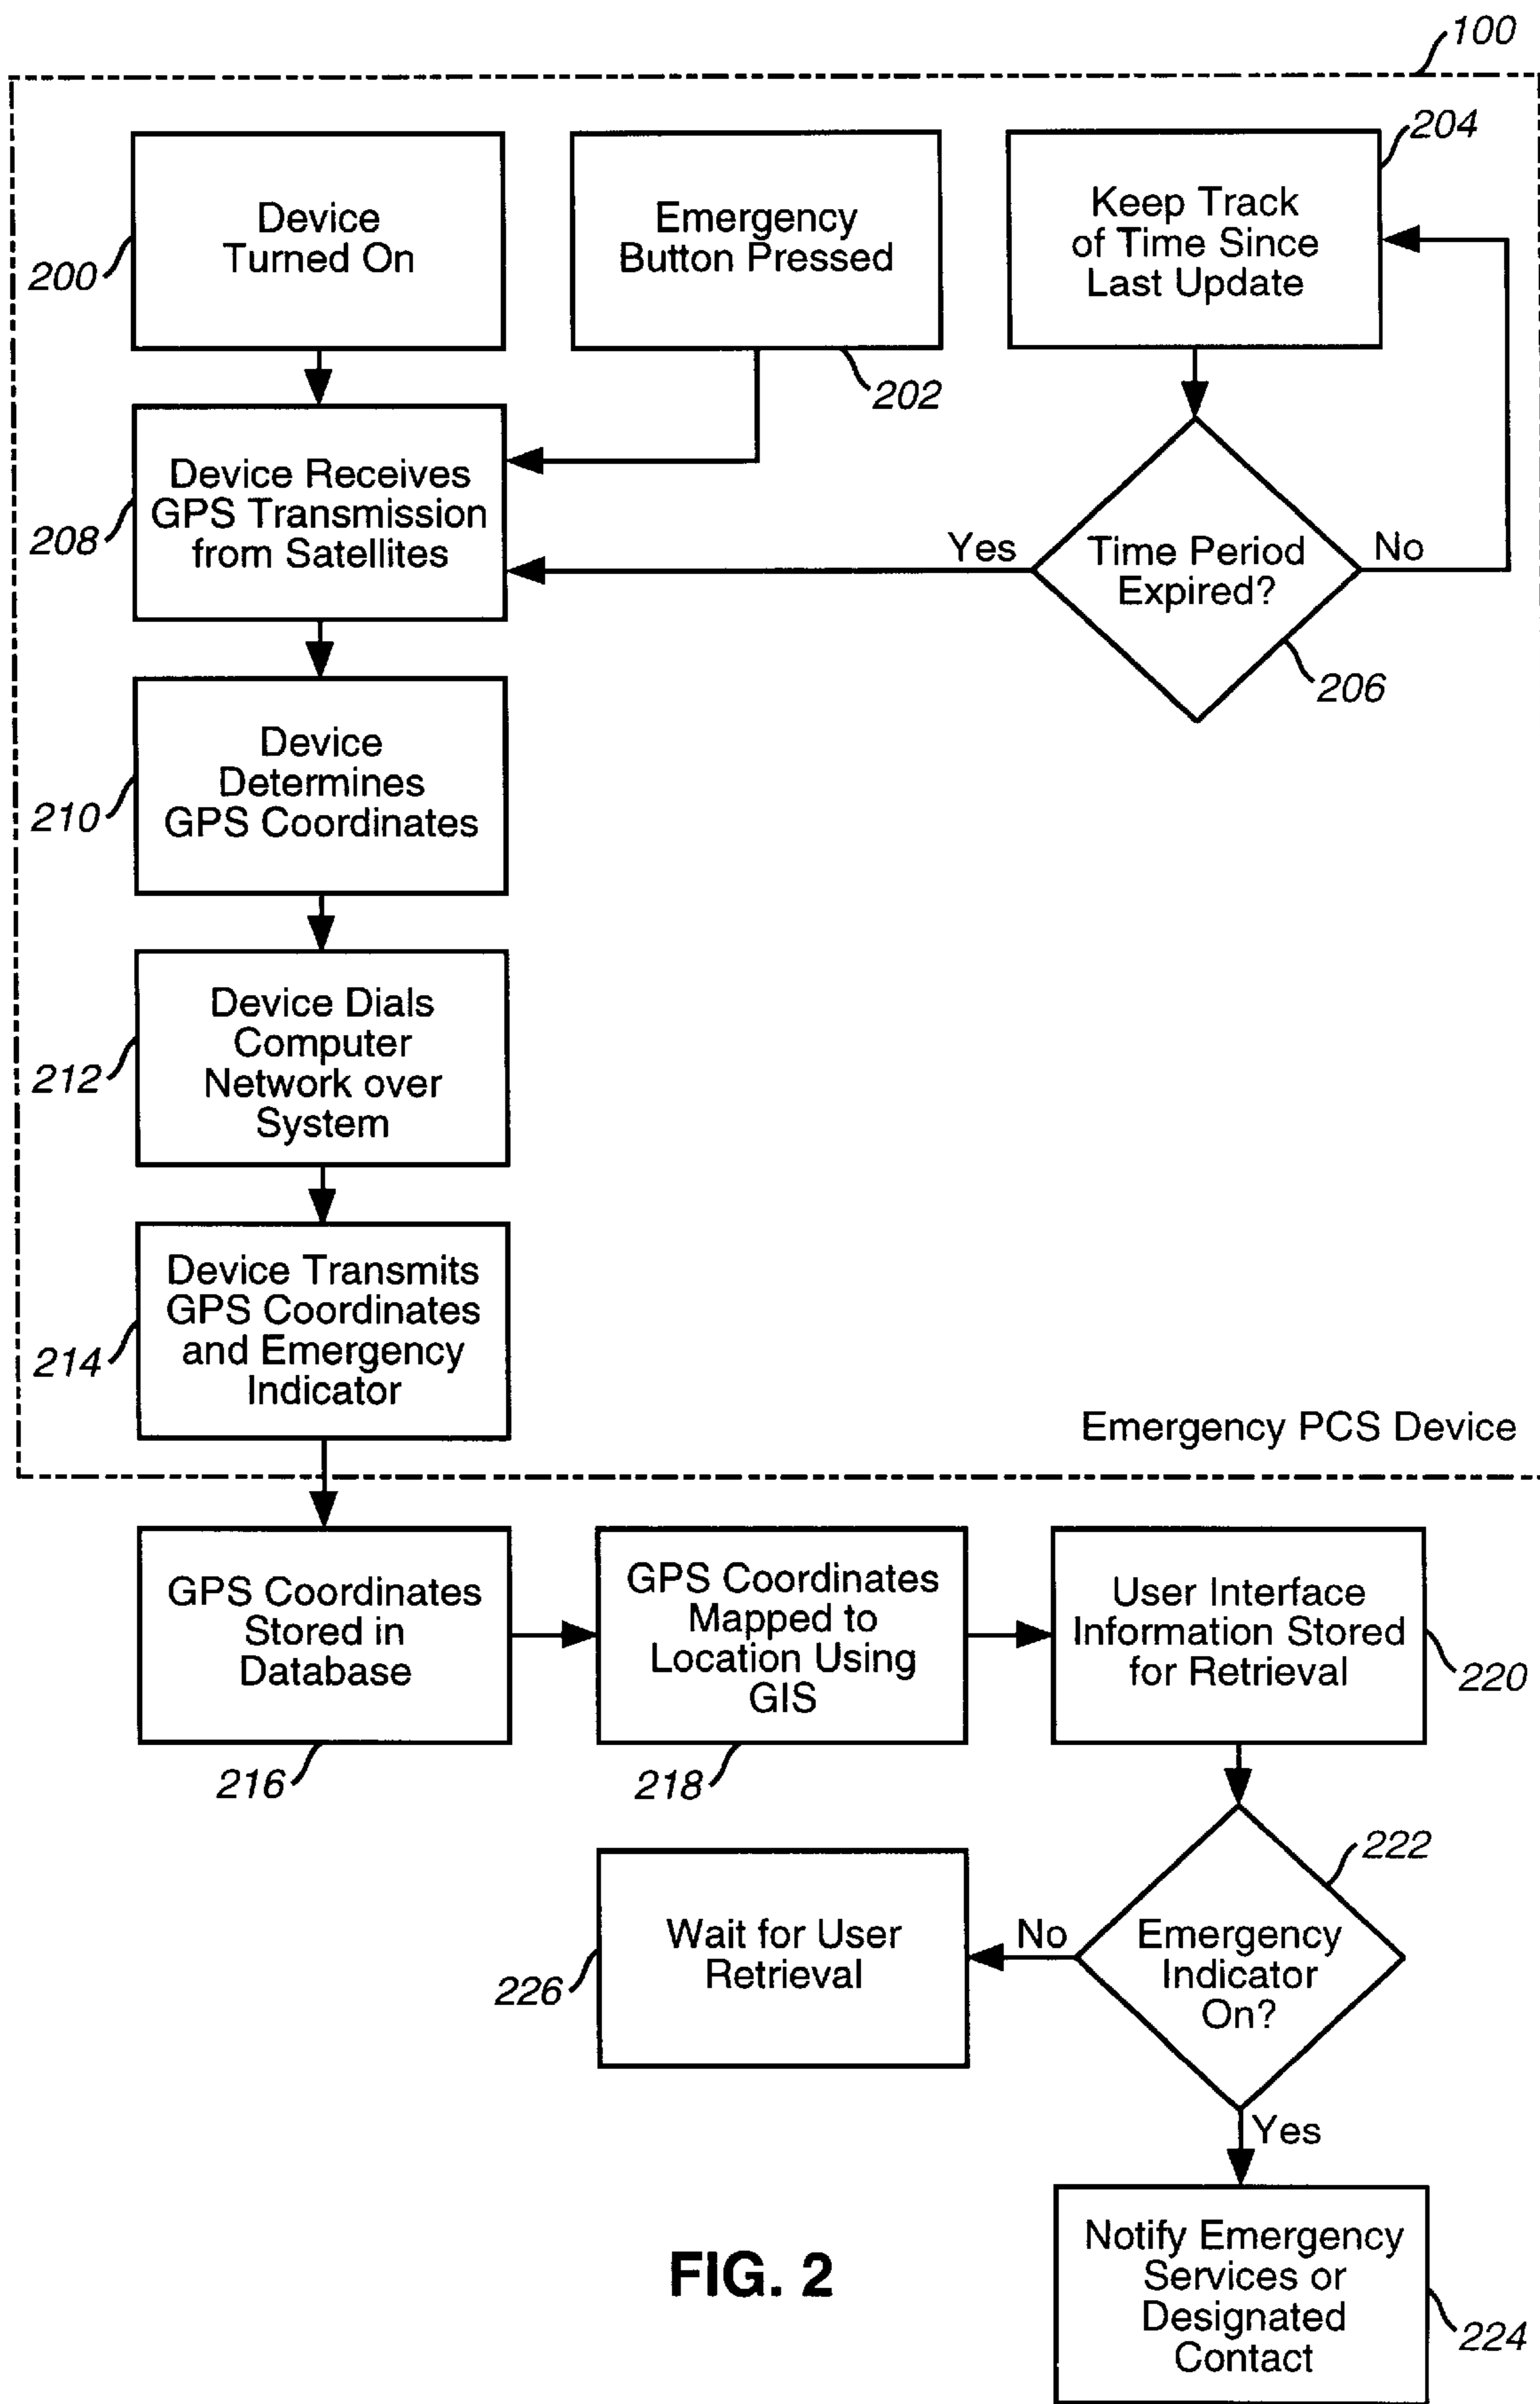 100
Device
Turned On
200
Emergency
Button Pressed
202
Keep Track
of Time Since
Last Update
204
Device Receives
GPS Transmission
from Satellites
208
Yes
Time Period
Expired?
No
206
Device
Determines
GPS Coordinates
210
Device Dials
Computer
Network over
System
212
Device Transmits
GPS Coordinates
and Emergency
Indicator
214
Emergency PCS Device
GPS Coordinates
Stored in
Database
216
GPS Coordinates
Mapped to
Location Using
GIS
218
User Interface
Information Stored
for Retrieval
220
222
Wait for User
Retrieval
226
No
Emergency
Indicator
On?
Yes
Notify Emergency
Services or
Designated
Contact
224
FIG. 2